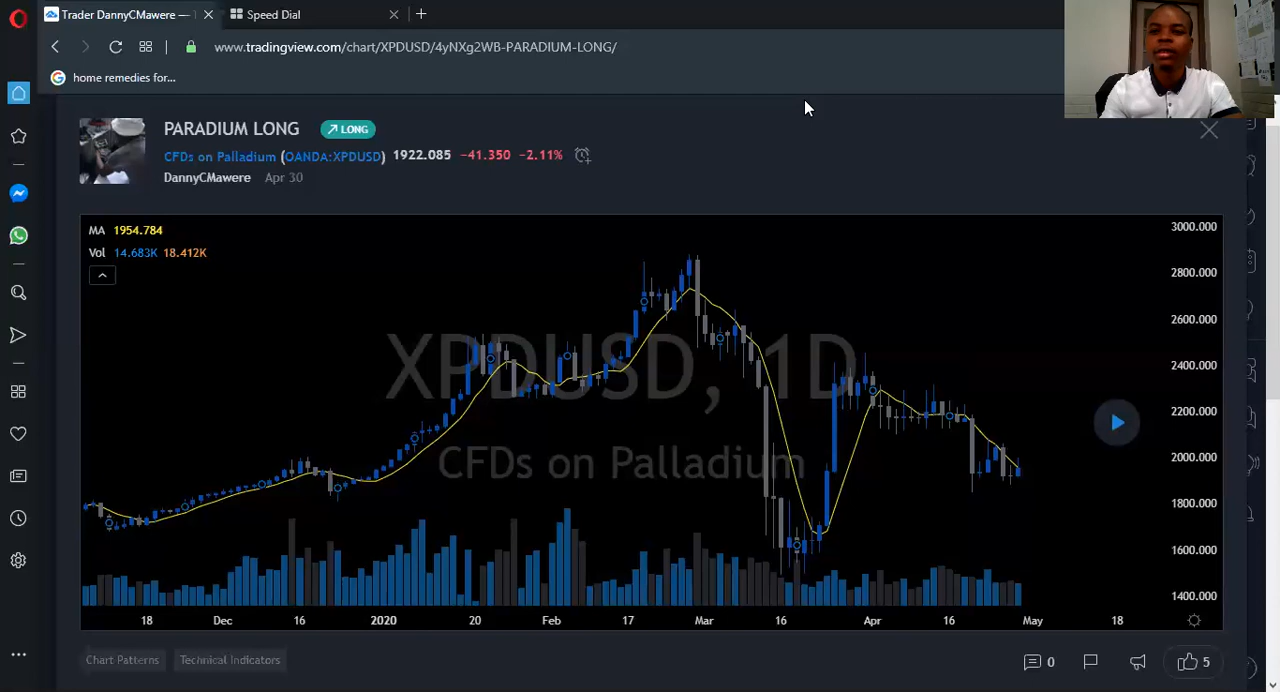 Trader DannyCMawere —
Speed Dial
www.tradingview.com/chart/XPDUSD/4yNXg2WB-PARADIUM-LONG/
home remedies for...
PARADIUM LONG
LONG
CFDs on Palladium (OANDA:XPDUSD) 1922.085 −41.350 −2.11%
DannyCMawere Apr 30
MA 1954.784
Vol 14.683K 18.412K
XPDUSD, 1D
CFDs on Palladium
3000.000
2800.000
2600.000
2400.000
2200.000
2000.000
1800.000
1600.000
1400.000
18 Dec 16 2020 20 Feb 17 Mar 16 Apr 16 May 18
Chart Patterns Technical Indicators
0
5